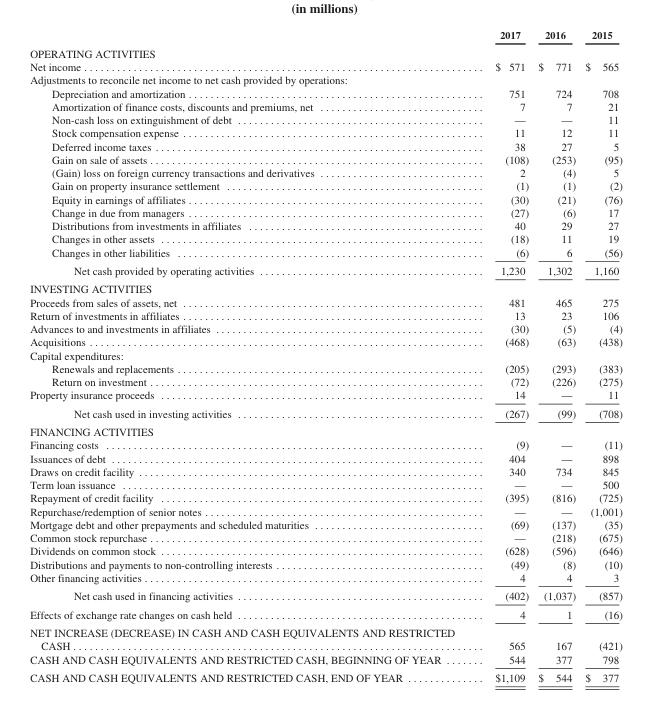 (in millions)
2017 2016 2015
OPERATING ACTIVITIES
Net income $ 571 $ 771 $ 565
Adjustments to reconcile net income to net cash provided by operations:
Depreciation and amortization 751 724 708
Amortization of finance costs, discounts and premiums, net 7 7 21
Non-cash loss on extinguishment of debt — — 11
Stock compensation expense 11 12 11
Deferred income taxes 38 27 5
Gain on sale of assets (108) (253) (95)
(Gain) loss on foreign currency transactions and derivatives 2 (4) 5
Gain on property insurance settlement (1) (1) (2)
Equity in earnings of affiliates (30) (21) (76)
Change in due from managers (27) (6) 17
Distributions from investments in affiliates 40 29 27
Changes in other assets (18) 11 19
Changes in other liabilities (6) 6 (56)
Net cash provided by operating activities 1,230 1,302 1,160
INVESTING ACTIVITIES
Proceeds from sales of assets, net 481 465 275
Return of investments in affiliates 13 23 106
Advances to and investments in affiliates (30) (5) (4)
Acquisitions (468) (63) (438)
Capital expenditures:
Renewals and replacements (205) (293) (383)
Return on investment (72) (226) (275)
Property insurance proceeds 14 — 11
Net cash used in investing activities (267) (99) (708)
FINANCING ACTIVITIES
Financing costs (9) — (11)
Issuances of debt 404 — 898
Draws on credit facility 340 734 845
Term loan issuance — — 500
Repayment of credit facility (395) (816) (725)
Repurchase/redemption of senior notes — — (1,001)
Mortgage debt and other prepayments and scheduled maturities (69) (137) (35)
Common stock repurchase — (218) (675)
Dividends on common stock (628) (596) (646)
Distributions and payments to non-controlling interests (49) (8) (10)
Other financing activities 4 4 3
Net cash used in financing activities (402) (1,037) (857)
Effects of exchange rate changes on cash held 4 1 (16)
NET INCREASE (DECREASE) IN CASH AND CASH EQUIVALENTS AND RESTRICTED
CASH 565 167 (421)
CASH AND CASH EQUIVALENTS AND RESTRICTED CASH, BEGINNING OF YEAR 544 377 798
CASH AND CASH EQUIVALENTS AND RESTRICTED CASH, END OF YEAR $1,109 $ 544 $ 377